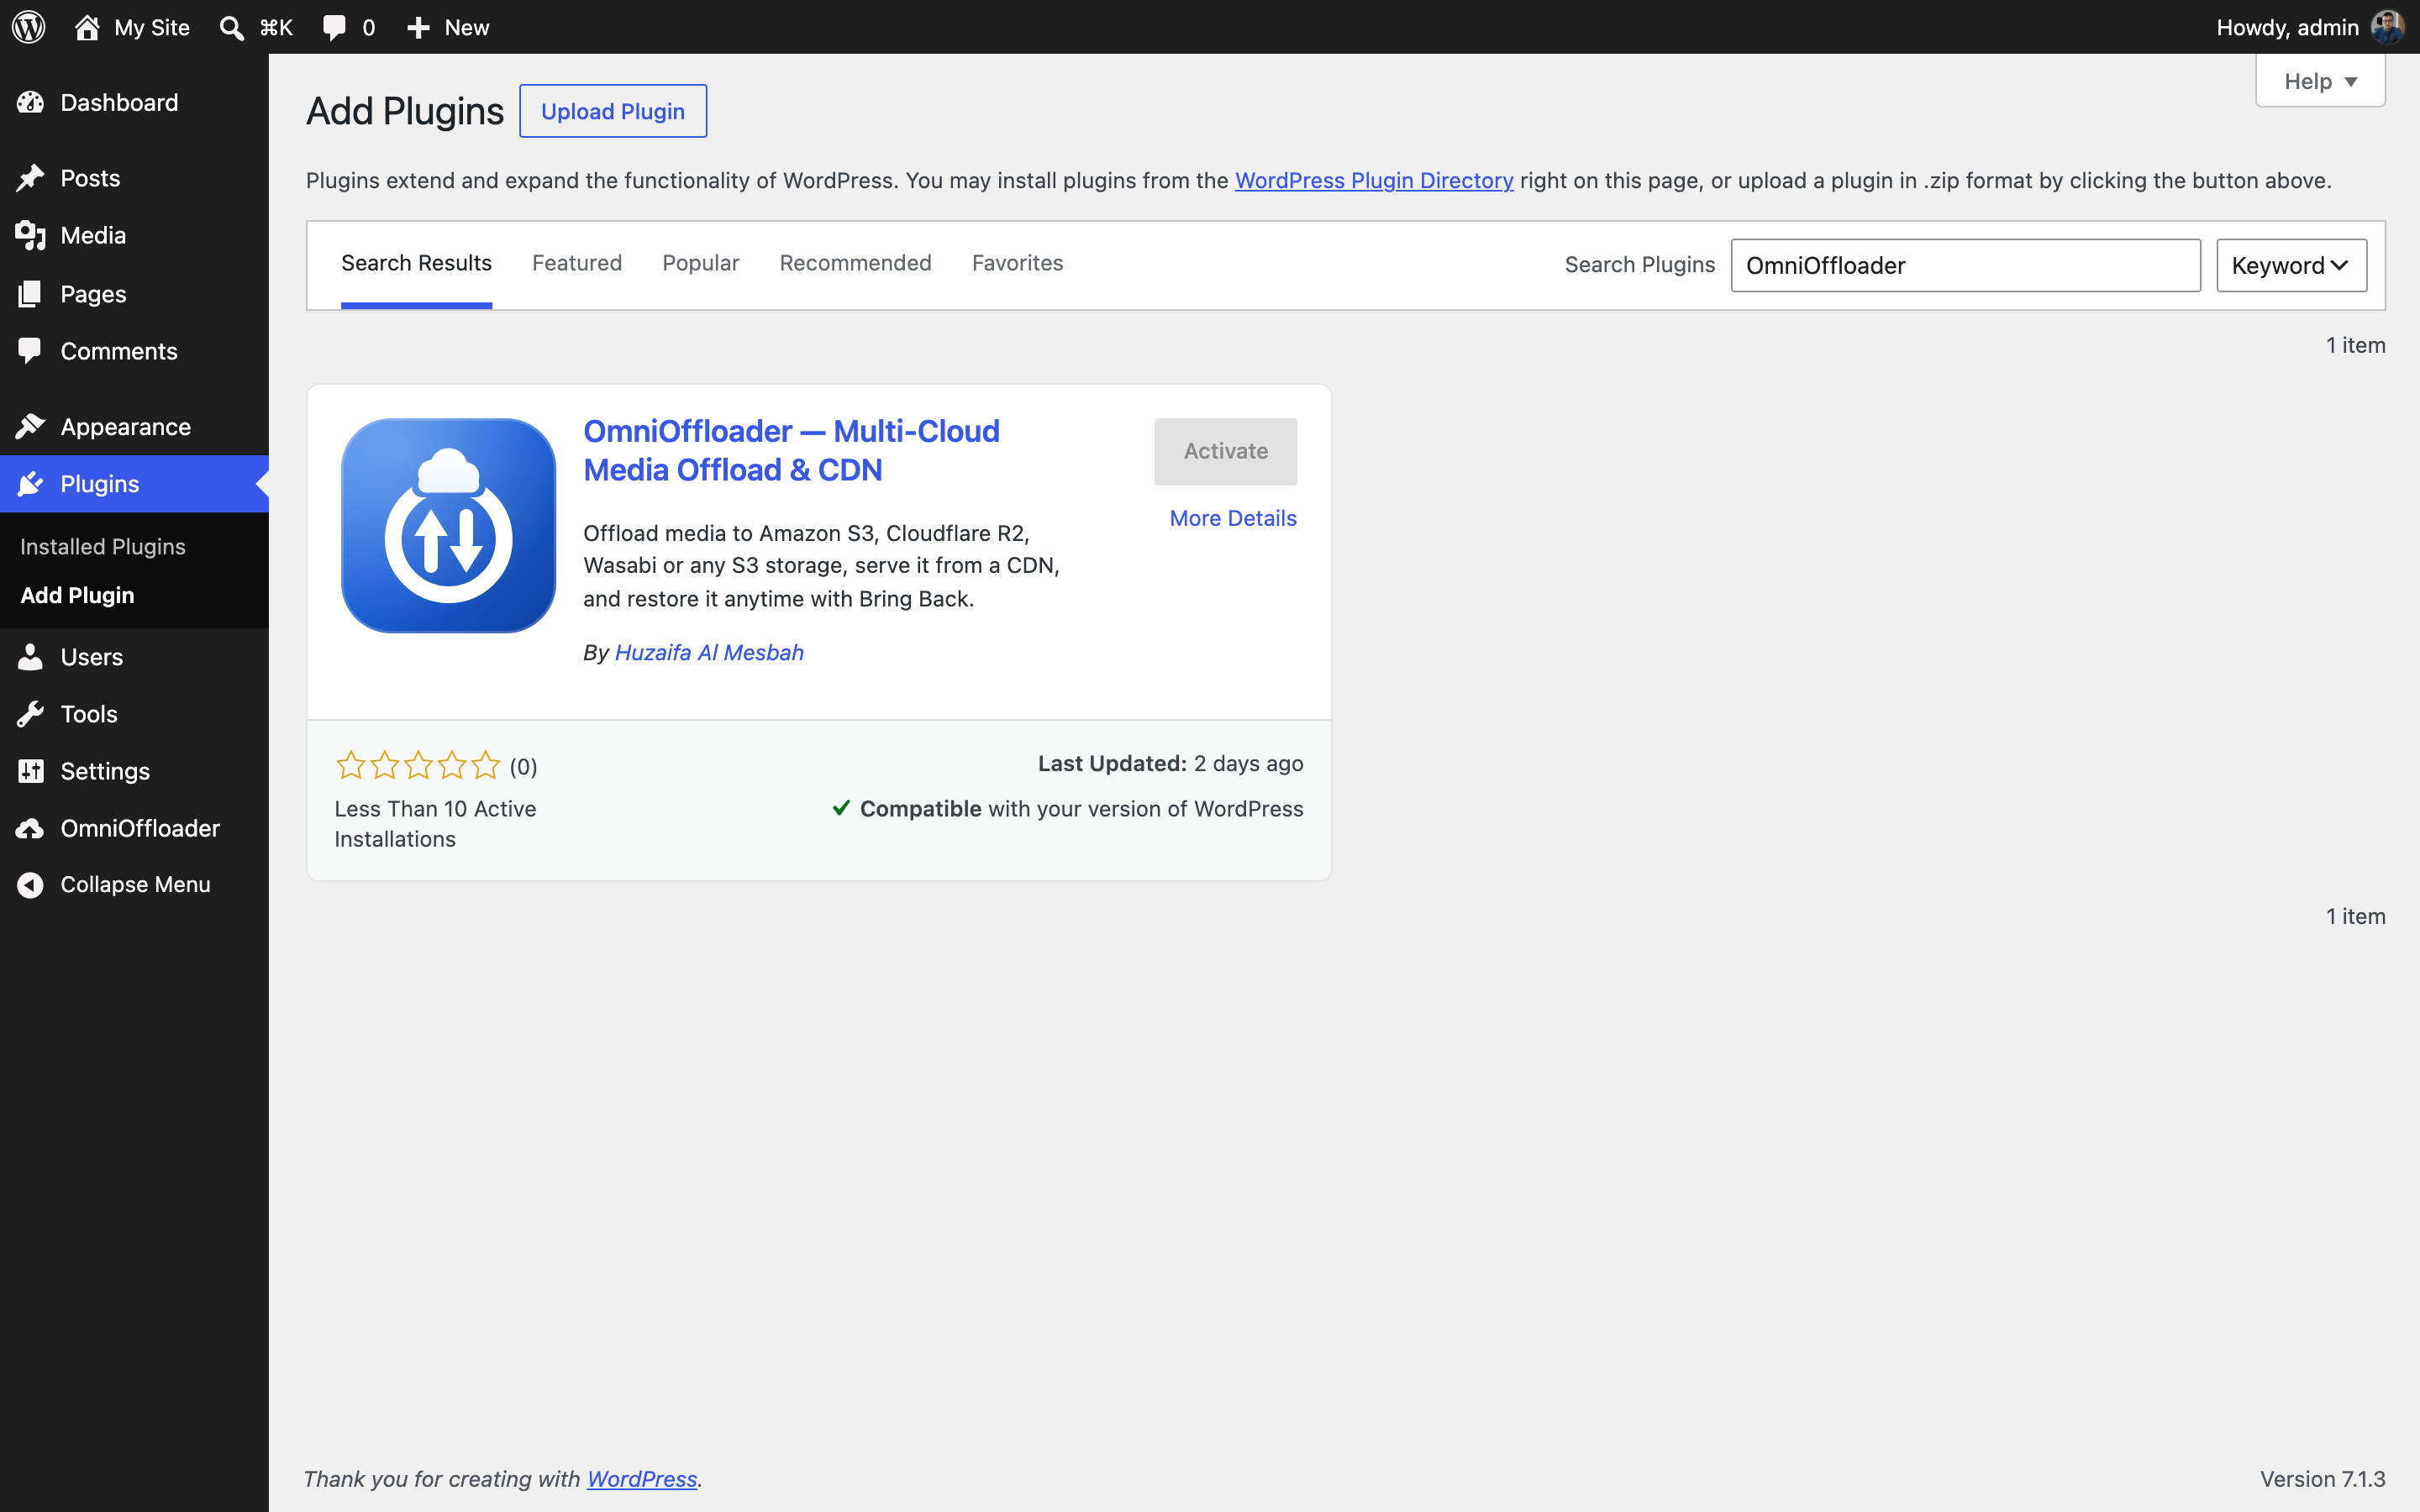 My Site
⌘K
0
New
Howdy, admin
Dashboard
Posts
Media
Pages
Comments
Appearance
Plugins
Installed Plugins
Add Plugin
Users
Tools
Settings
OmniOffloader
Collapse Menu
Help
Add Plugins
Upload Plugin
Plugins extend and expand the functionality of WordPress. You may install plugins from the WordPress Plugin Directory right on this page, or upload a plugin in .zip format by clicking the button above.
Search Results
Featured
Popular
Recommended
Favorites
Search Plugins
OmniOffloader
Keyword
1 item
OmniOffloader — Multi-Cloud
Media Offload & CDN
Activate
More Details
Offload media to Amazon S3, Cloudflare R2,
Wasabi or any S3 storage, serve it from a CDN,
and restore it anytime with Bring Back.
By Huzaifa Al Mesbah
(0)
Less Than 10 Active
Installations
Last Updated: 2 days ago
Compatible with your version of WordPress
1 item
Thank you for creating with WordPress.
Version 7.1.3